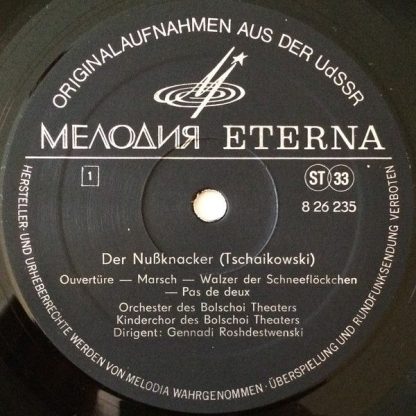 ORIGINALAUFNAHMEN AUS DER UdSSR
МЕЛОДИЯ ETERNA
1
ST 33
8 26 235
Der Nußknacker (Tschaikowski)
Ouvertüre — Marsch — Walzer der Schneeflöckchen
— Pas de deux
Orchester des Bolschoi Theaters
Kinderchor des Bolschoi Theaters
Dirigent: Gennadi Roshdestwenski
HERSTELLER- UND URHEBERRECHTE WERDEN VON MELODIA WAHRGENOMMEN · ÜBERSPIELUNG UND RUNDFUNKSENDUNG VERBOTEN